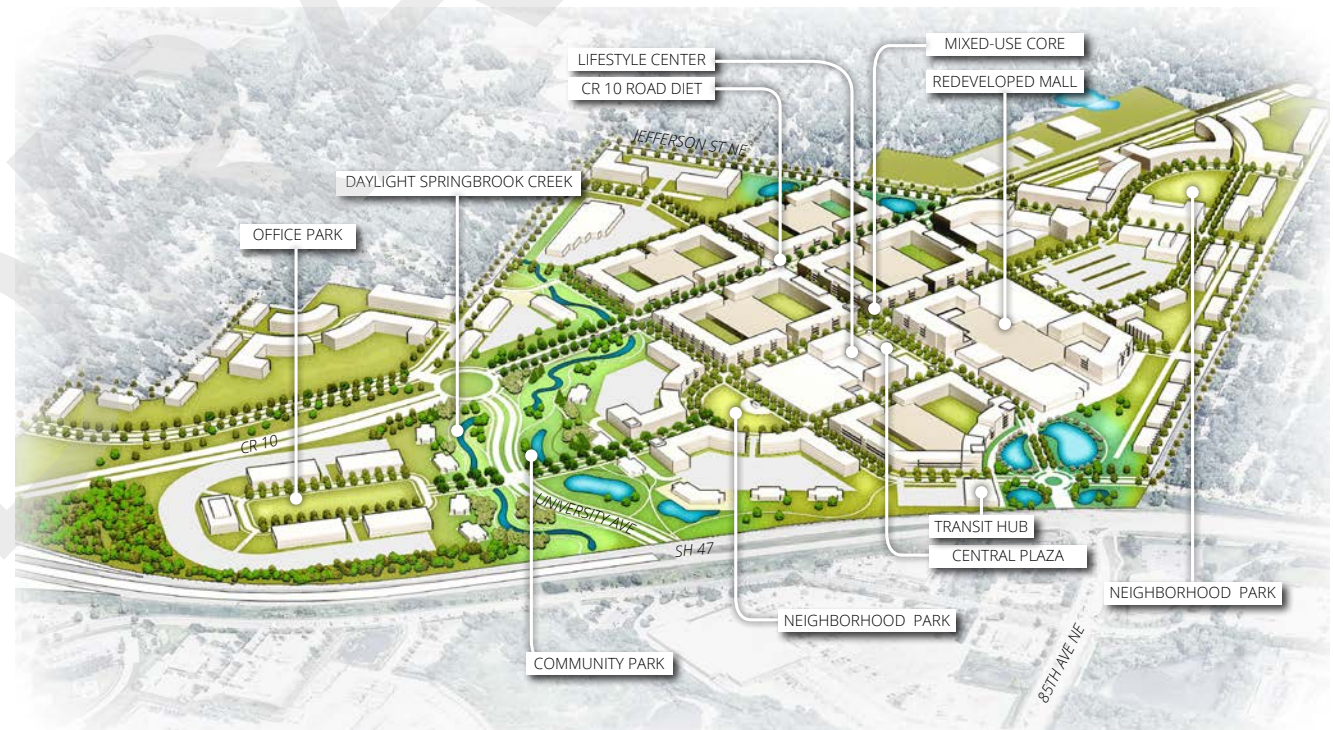 MIXED-USE CORE
LIFESTYLE CENTER
REDEVELOPED MALL
CR 10 ROAD DIET
JEFFERSON ST NE
DAYLIGHT SPRINGBROOK CREEK
OFFICE PARK
CR 10
UNIVERSITY AVE
SH 47
TRANSIT HUB
CENTRAL PLAZA
NEIGHBORHOOD PARK
NEIGHBORHOOD PARK
COMMUNITY PARK
85TH AVE NE